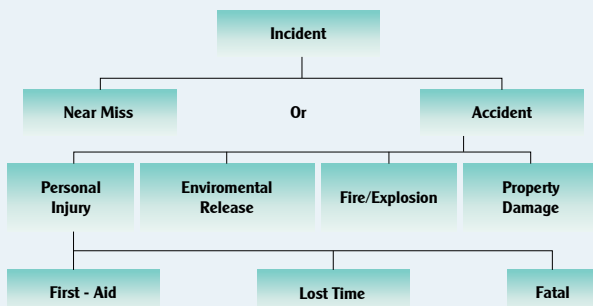 Incident
Near Miss
Or
Accident
Personal
Injury
Enviromental
Release
Fire/Explosion
Property
Damage
First - Aid
Lost Time
Fatal